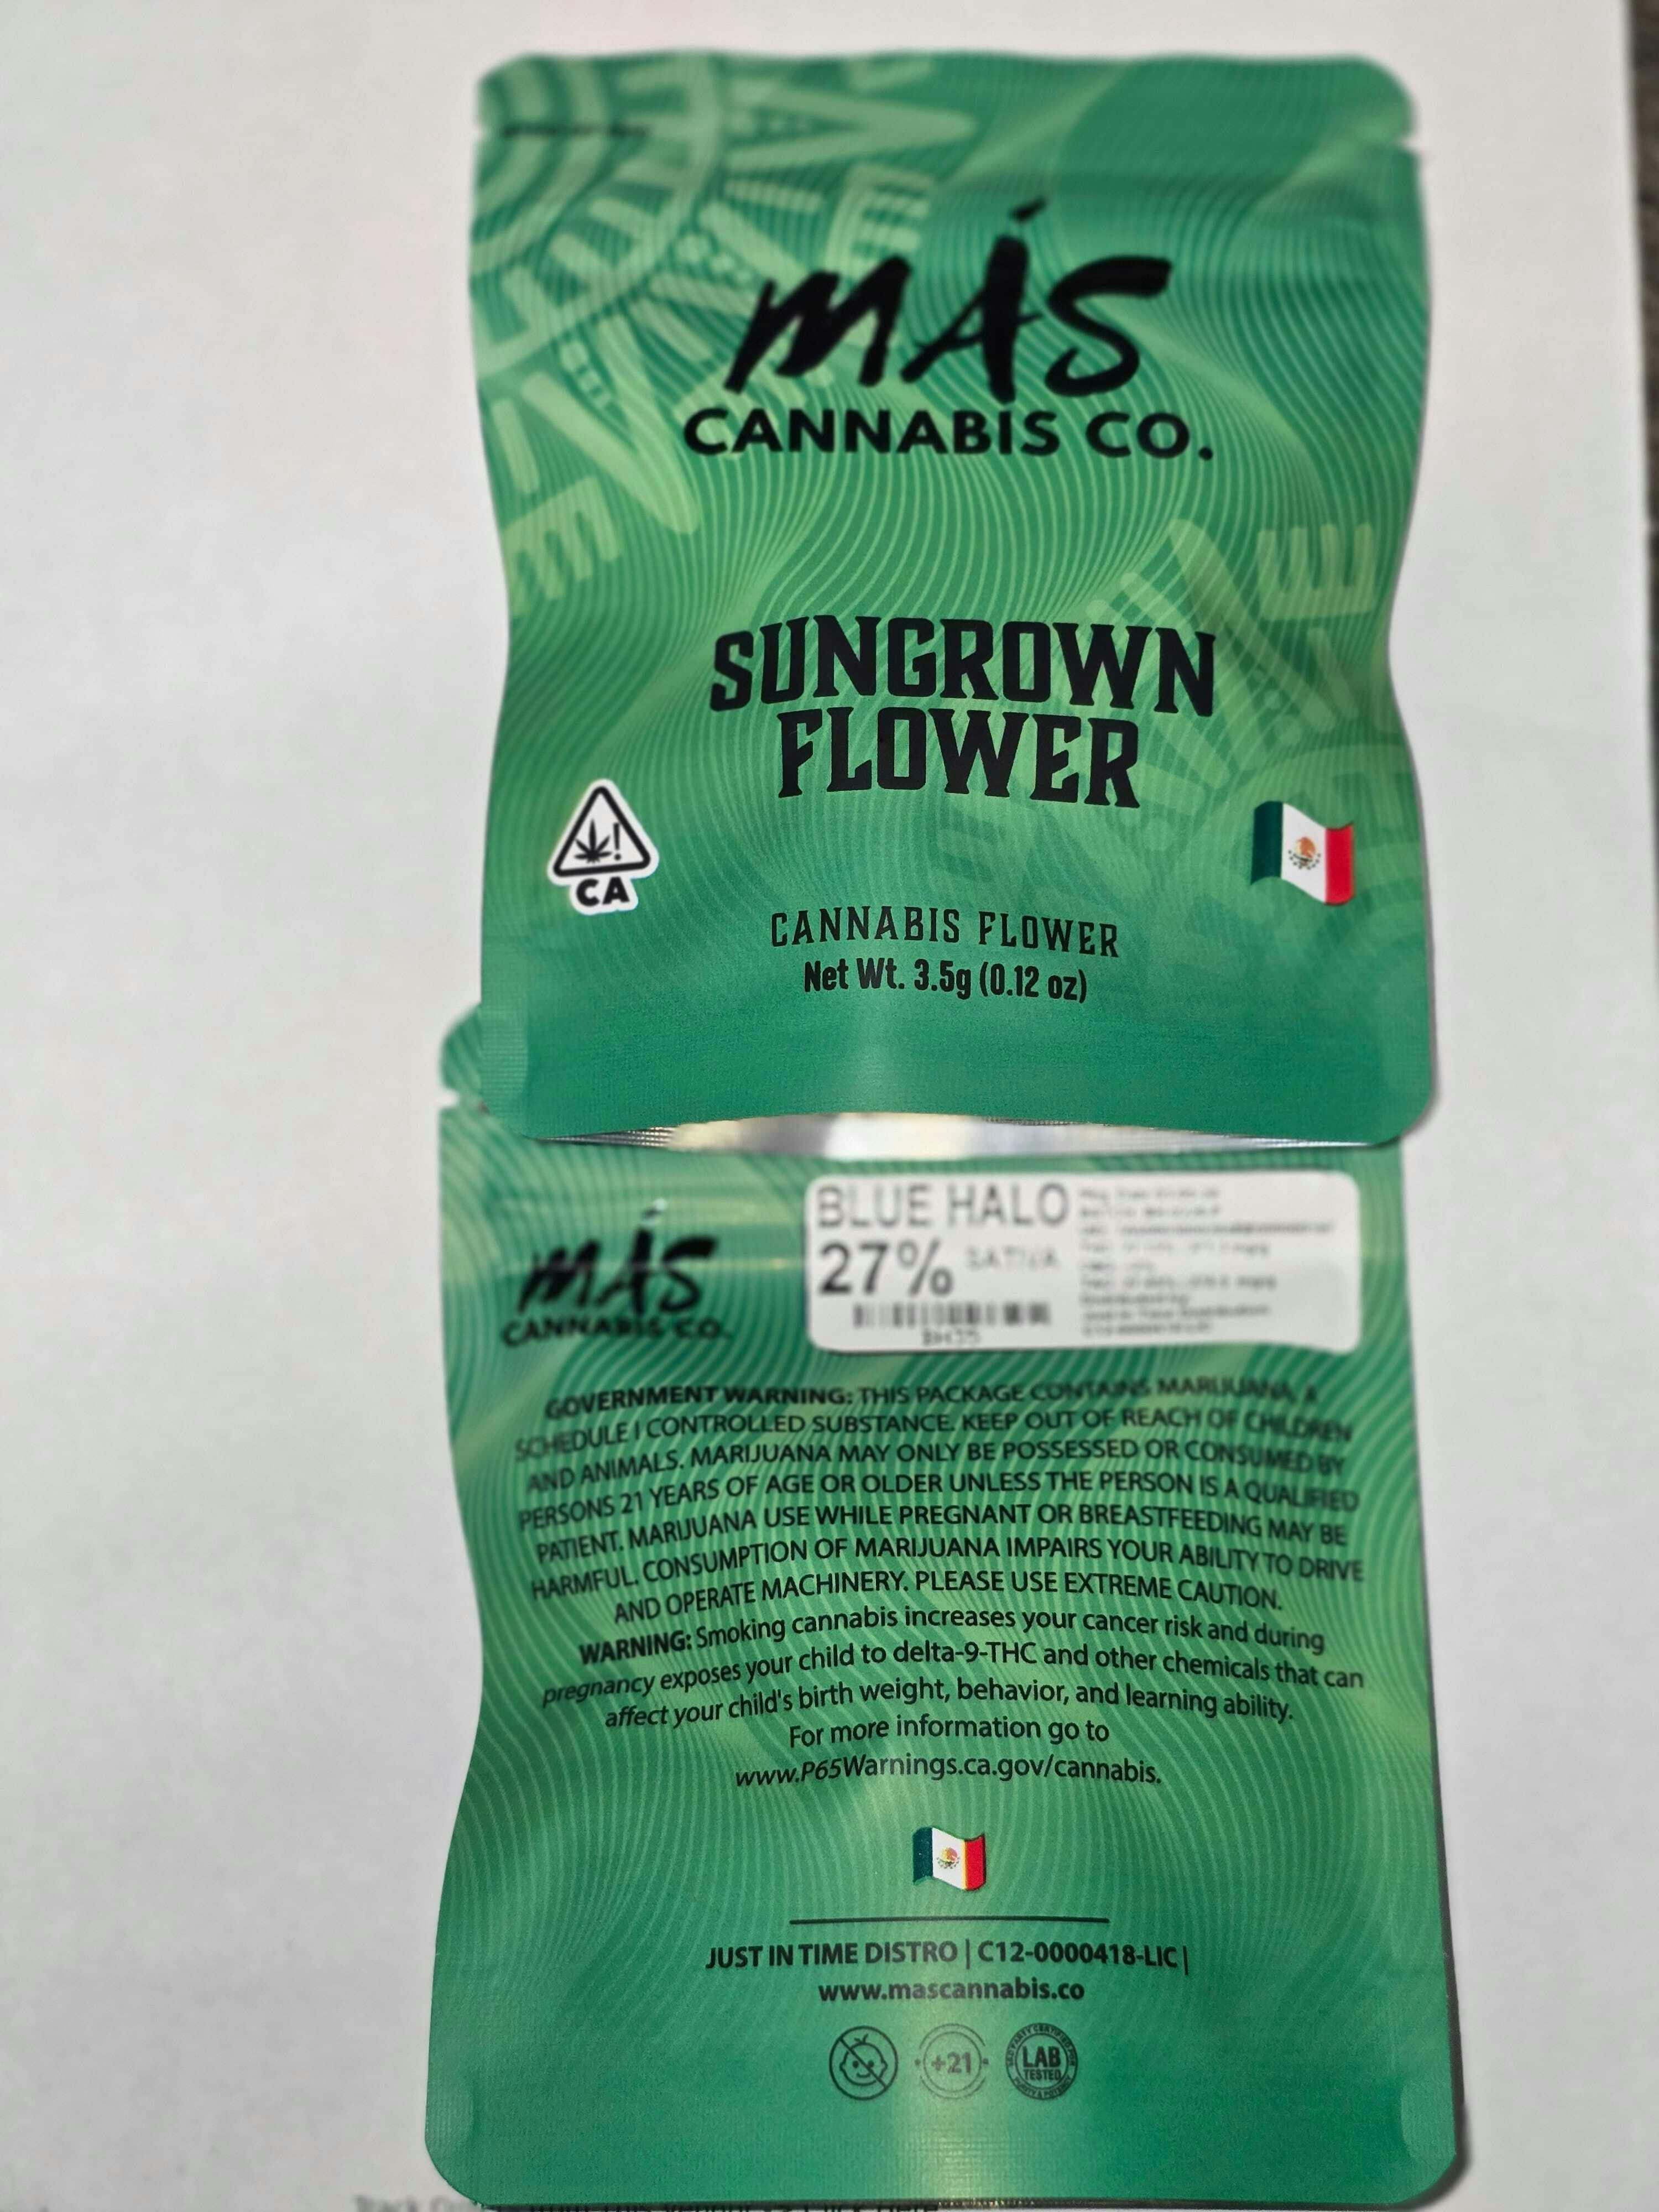 MÁS
CANNABIS CO.
SUNGROWN
FLOWER
CA
CANNABIS FLOWER
Net Wt. 3.5g (0.12 oz)
MÁS
CANNABIS CO.
BLUE HALO
27% SATIVA
BH35
GOVERNMENT WARNING: THIS PACKAGE CONTAINS MARIJUANA, A
SCHEDULE I CONTROLLED SUBSTANCE. KEEP OUT OF REACH OF CHILDREN
AND ANIMALS. MARIJUANA MAY ONLY BE POSSESSED OR CONSUMED BY
PERSONS 21 YEARS OF AGE OR OLDER UNLESS THE PERSON IS A QUALIFIED
PATIENT. MARIJUANA USE WHILE PREGNANT OR BREASTFEEDING MAY BE
HARMFUL. CONSUMPTION OF MARIJUANA IMPAIRS YOUR ABILITY TO DRIVE
AND OPERATE MACHINERY. PLEASE USE EXTREME CAUTION.
WARNING: Smoking cannabis increases your cancer risk and during
pregnancy exposes your child to delta-9-THC and other chemicals that can
affect your child's birth weight, behavior, and learning ability.
For more information go to
www.P65Warnings.ca.gov/cannabis.
JUST IN TIME DISTRO | C12-0000418-LIC |
www.mascannabis.co
+21
LAB
TESTED